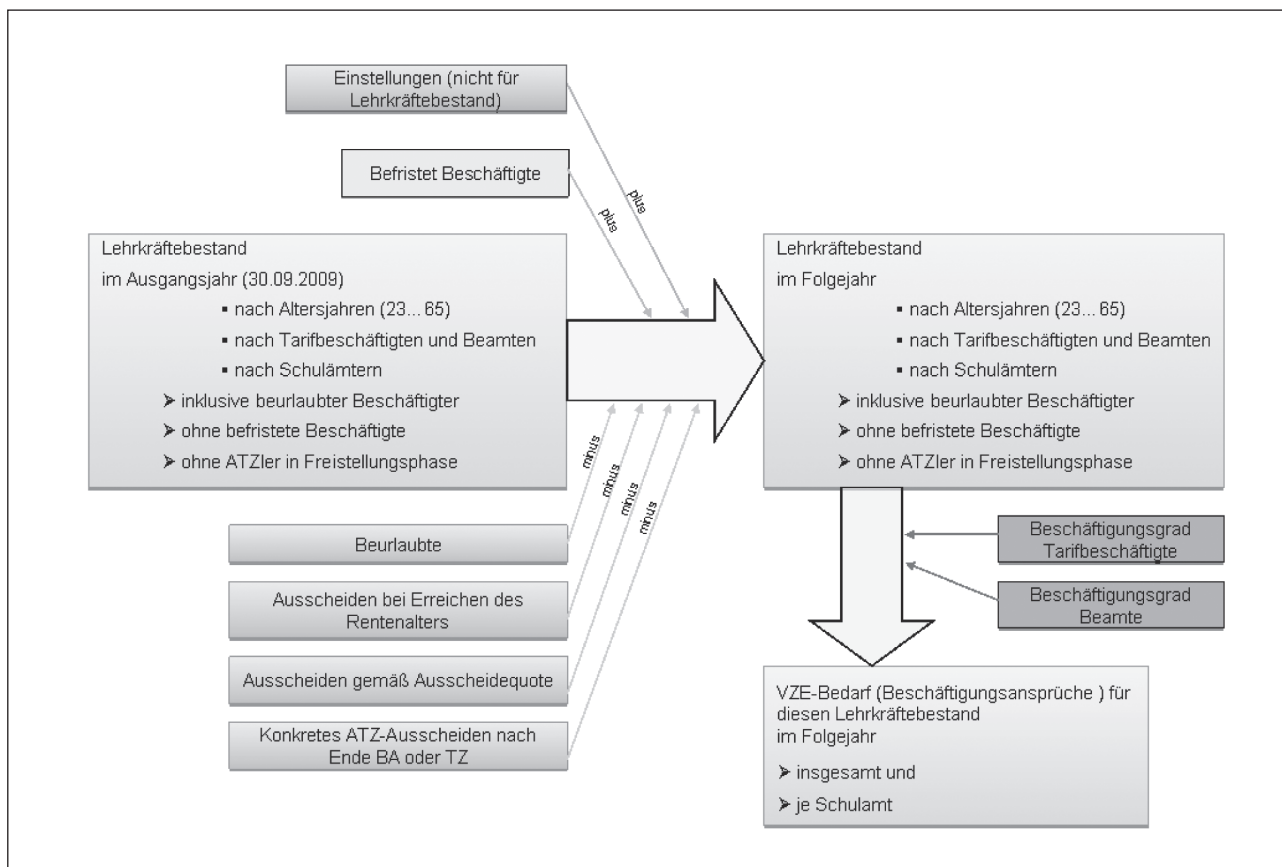 Einstellungen (nicht für
Lehrkräftebestand)
Befristet Beschäftigte
plus
plus
Lehrkräftebestand
im Ausgangsjahr (30.09.2009)
▪ nach Altersjahren (23... 65)
▪ nach Tarifbeschäftigten und Beamten
▪ nach Schulämtern
➤ inklusive beurlaubter Beschäftigter
➤ ohne befristete Beschäftigte
➤ ohne ATZler in Freistellungsphase
Lehrkräftebestand
im Folgejahr
▪ nach Altersjahren (23... 65)
▪ nach Tarifbeschäftigten und Beamten
▪ nach Schulämtern
➤ inklusive beurlaubter Beschäftigter
➤ ohne befristete Beschäftigte
➤ ohne ATZler in Freistellungsphase
minus
minus
minus
minus
Beurlaubte
Ausscheiden bei Erreichen des
Rentenalters
Ausscheiden gemäß Ausscheidequote
Konkretes ATZ-Ausscheiden nach
Ende BA oder TZ
Beschäftigungsgrad
Tarifbeschäftigte
Beschäftigungsgrad
Beamte
VZE-Bedarf (Beschäftigungsansprüche ) für
diesen Lehrkräftebestand
im Folgejahr
➤ insgesamt und
➤ je Schulamt